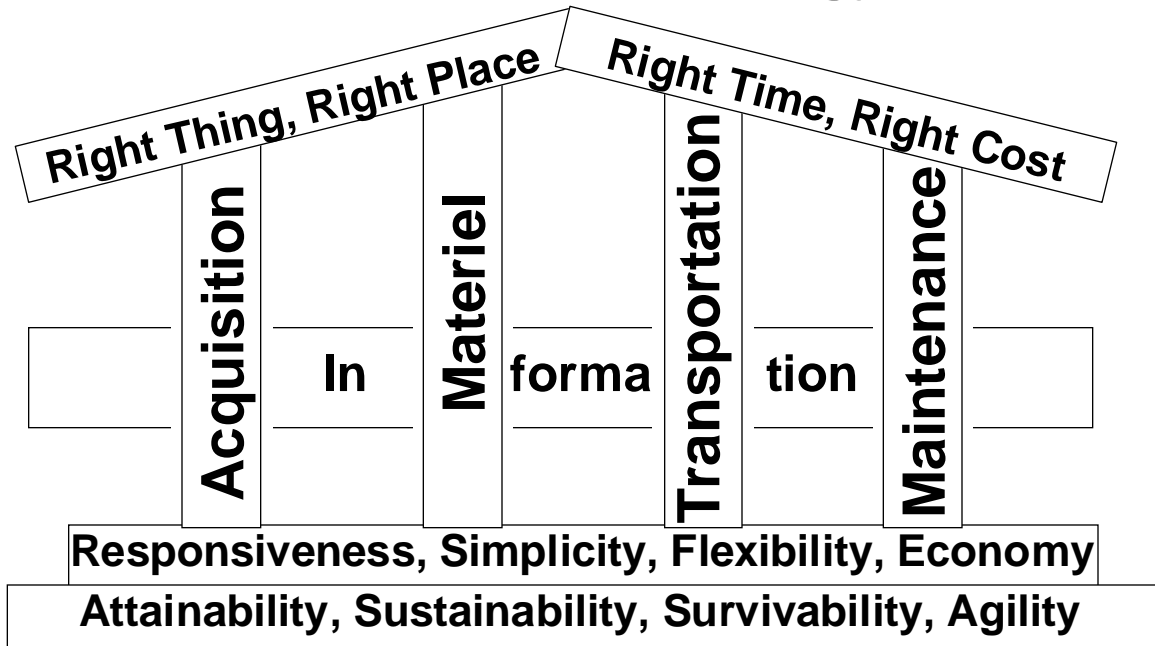 Right Thing, Right Place
Right Time, Right Cost
Acquisition
Materiel
Transportation
Maintenance
In forma tion
Responsiveness, Simplicity, Flexibility, Economy
Attainability, Sustainability, Survivability, Agility